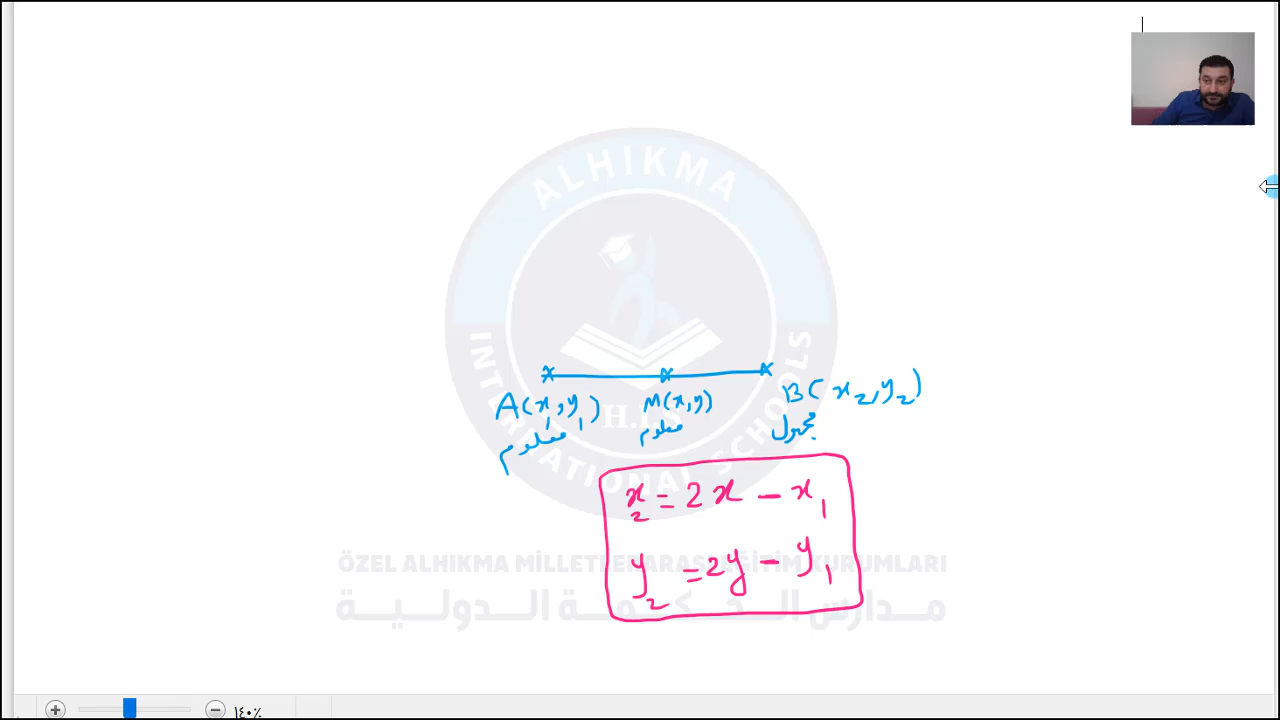 ALHIKMA
INTERNATIONAL SCHOOLS
H.I.S
A(x₁, y₁) M(x, y) B(x₂, y₂)
معلوم معلوم مجهول
x₂ = 2x - x₁
y₂ = 2y - y₁
ÖZEL ALHIKMA MİLLETLERARASI EĞİTİM KURUMLARI
مدارس الحكمة الدولية
١٤٠٪